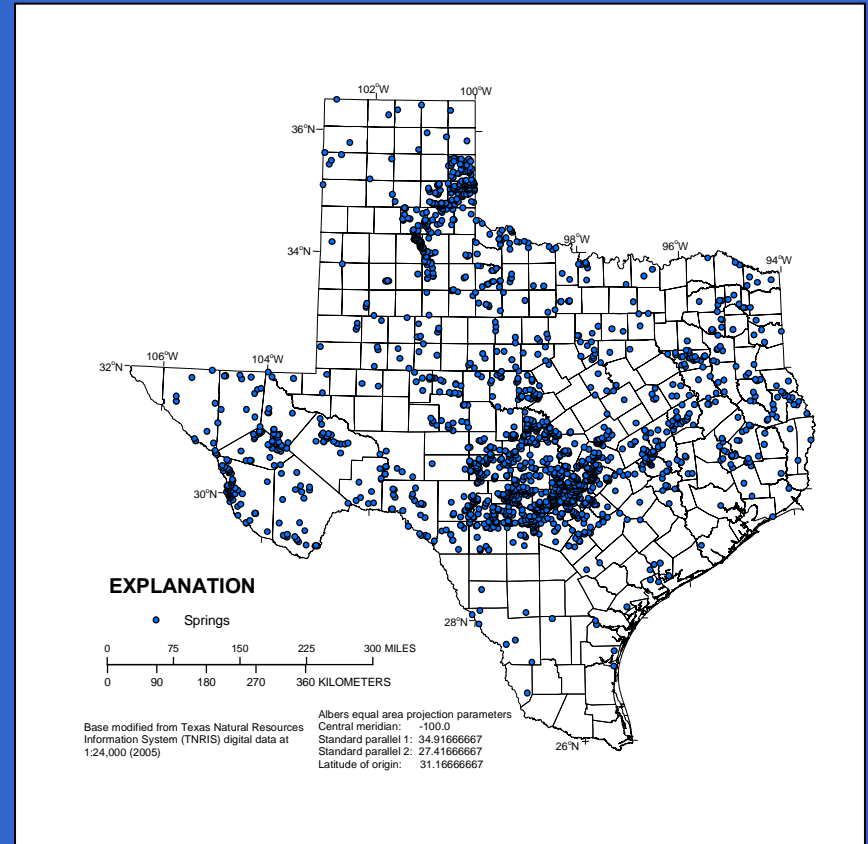 102°W
100°W
36°N
34°N
98°W
96°W
94°W
32°N
106°W
104°W
30°N
EXPLANATION
Springs
28°N
0 75 150 225 300 MILES
0 90 180 270 360 KILOMETERS
Base modified from Texas Natural Resources
Information System (TNRIS) digital data at
1:24,000 (2005)
Albers equal area projection parameters
Central meridian: -100.0
Standard parallel 1: 34.91666667
Standard parallel 2: 27.41666667
Latitude of origin: 31.16666667
26°N